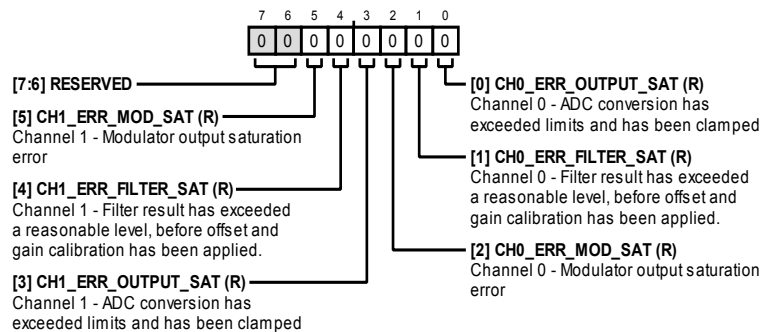 7 6 5 4 3 2 1 0
0 0 0 0 0 0 0 0
[7:6] RESERVED
[5] CH1_ERR_MOD_SAT (R)
Channel 1 - Modulator output saturation
error
[4] CH1_ERR_FILTER_SAT (R)
Channel 1 - Filter result has exceeded
a reasonable level, before offset and
gain calibration has been applied.
[3] CH1_ERR_OUTPUT_SAT (R)
Channel 1 - ADC conversion has
exceeded limits and has been clamped
[0] CH0_ERR_OUTPUT_SAT (R)
Channel 0 - ADC conversion has
exceeded limits and has been clamped
[1] CH0_ERR_FILTER_SAT (R)
Channel 0 - Filter result has exceeded
a reasonable level, before offset and
gain calibration has been applied.
[2] CH0_ERR_MOD_SAT (R)
Channel 0 - Modulator output saturation
error